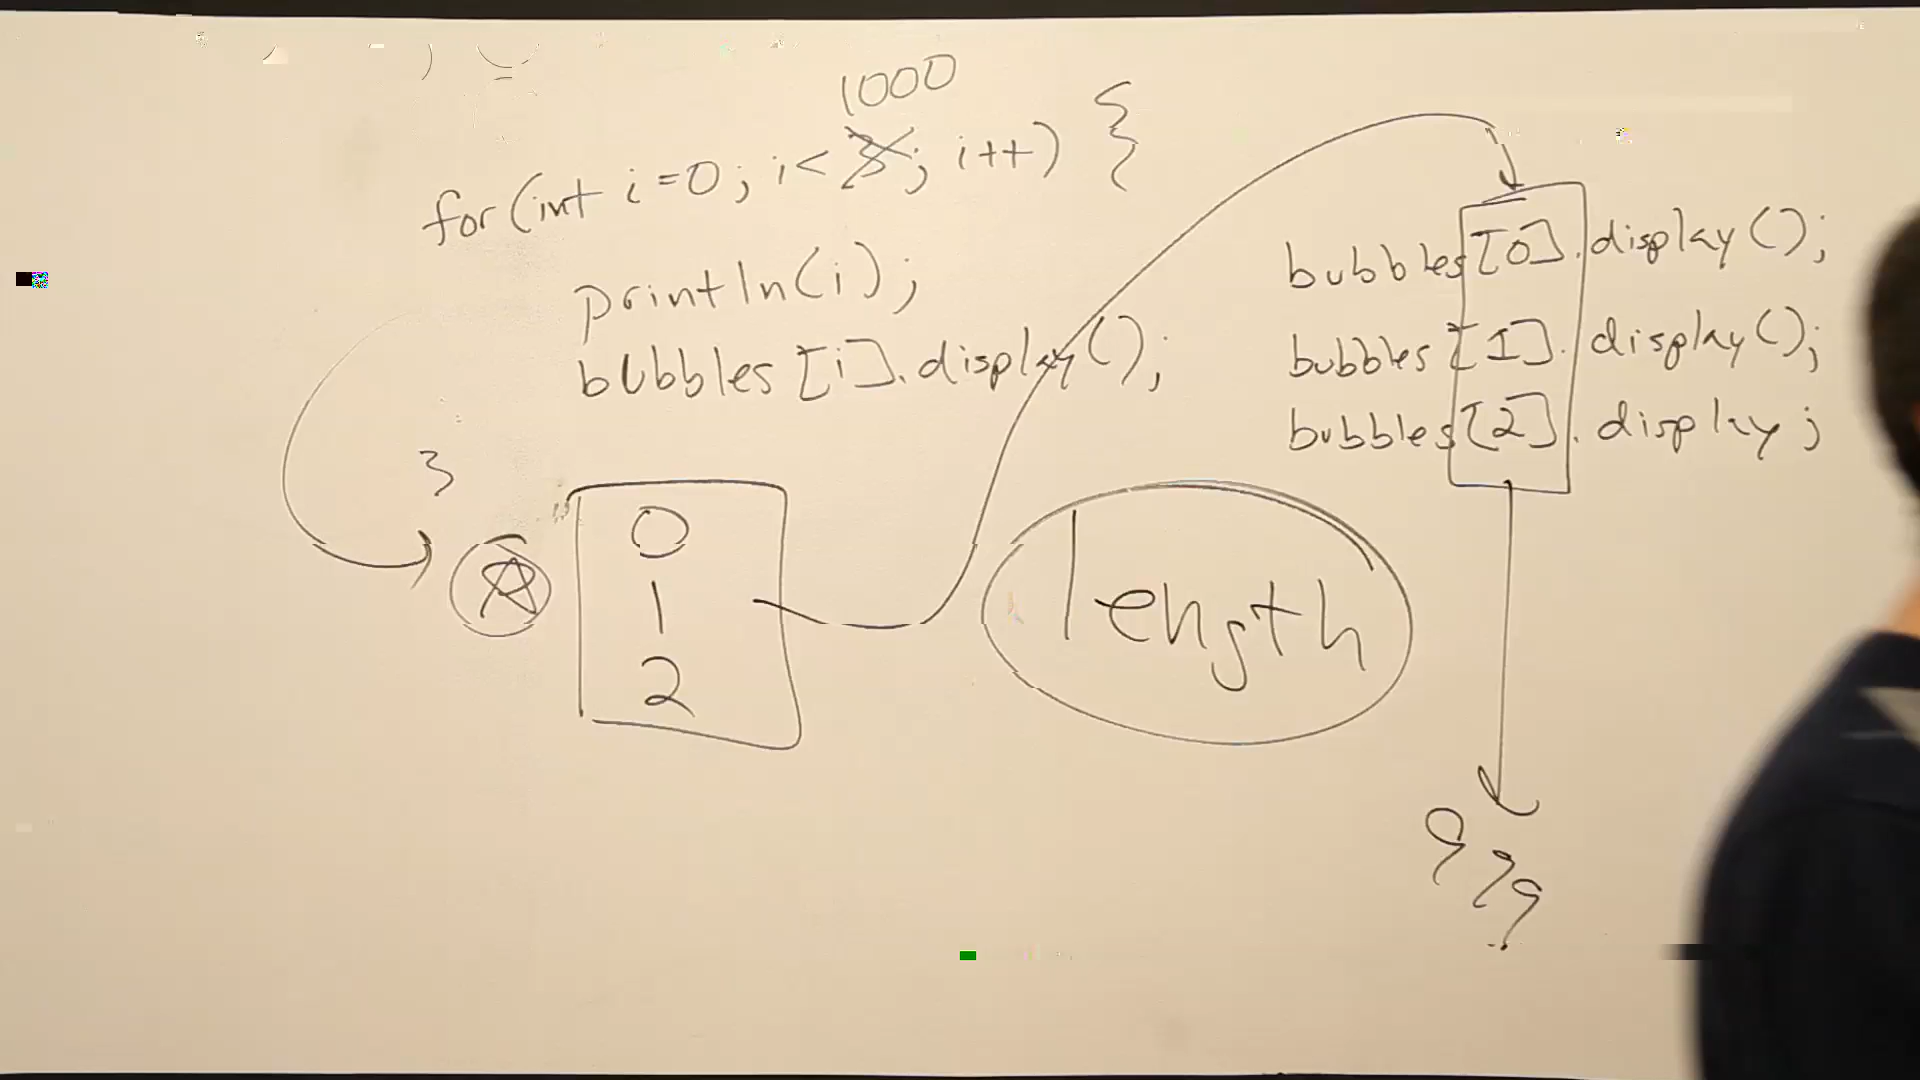 1000
for(int i=0; i<3; i++) {
println(i);
bubbles[i].display();
bubbles[0].display();
bubbles[1].display();
bubbles[2].display;
3
0
1
2
length
999